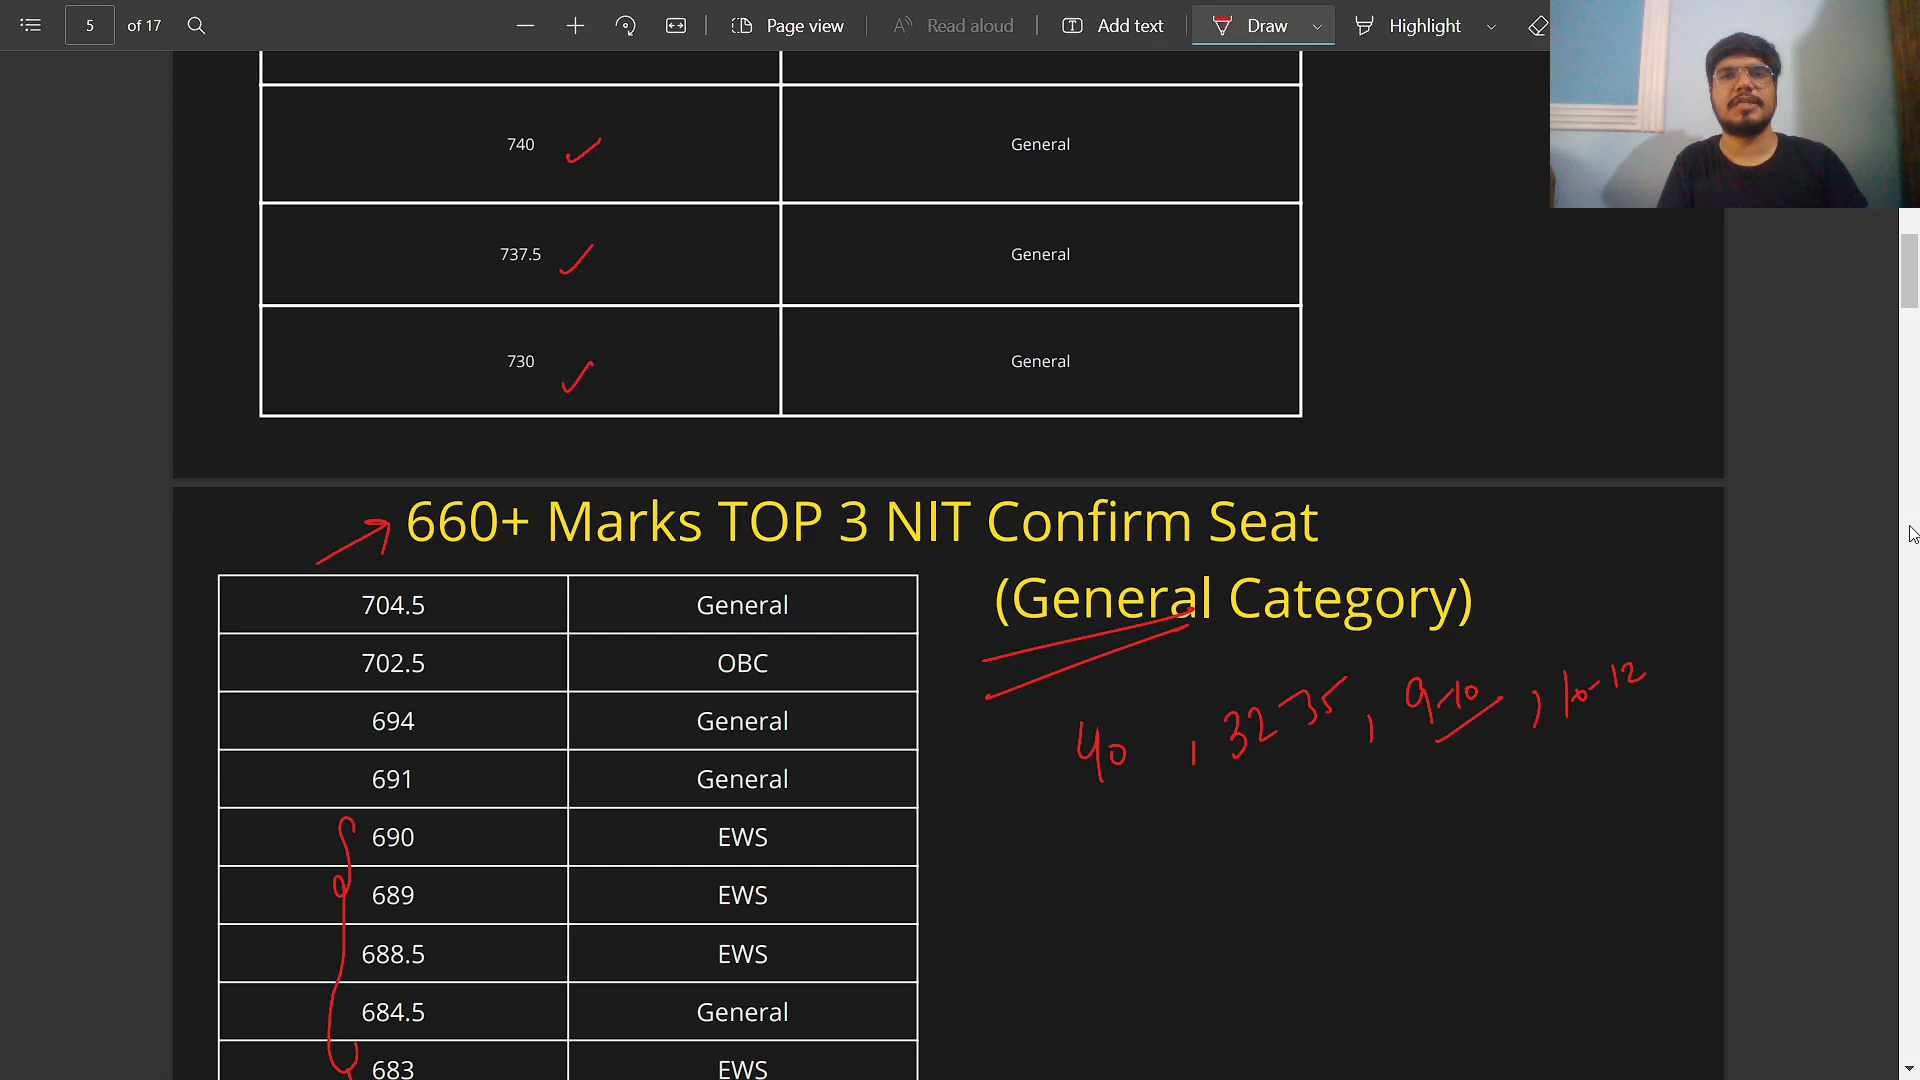 5 of 17 Page view Read aloud Add text Draw Highlight
740 General
737.5 General
730 General
660+ Marks TOP 3 NIT Confirm Seat
(General Category)
704.5 General
702.5 OBC
694 General
691 General
690 EWS
689 EWS
688.5 EWS
684.5 General
683 EWS
40 , 32-35 , 9-10 , 10-12